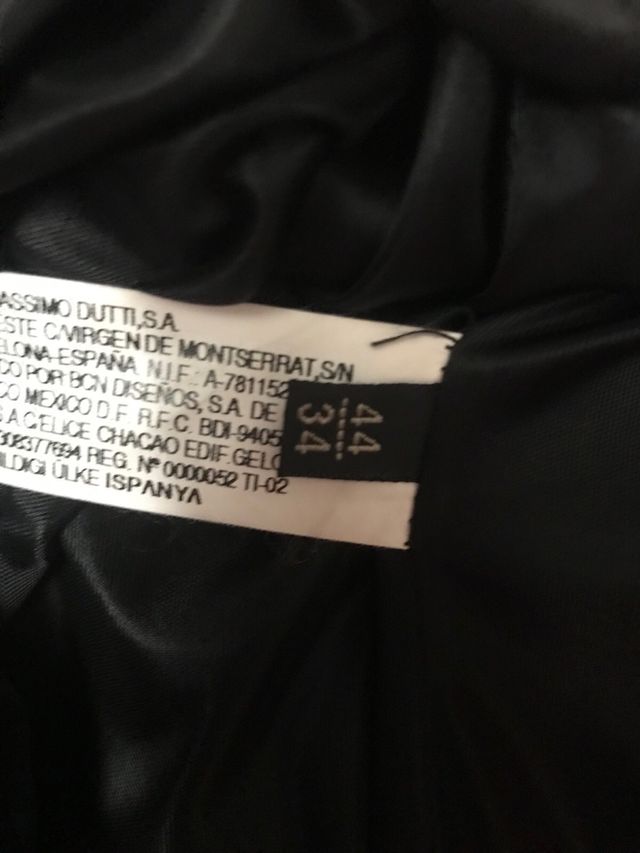 ASSIMO DUTTI,S.A.
ESTE C/VIRGEN DE MONTSERRAT,S/N
ELONA-ESPAÑA N.I.F.: A-781152
CO POR BCN DISEÑOS, S.A. DE
CO MEXICO D.F. R.F.C. BDI-9405
S.A.C/ELICE CHACAO EDIF.GELC
308377694 REG. Nº 0000052 TI-02
ILDIGI ÜLKE ISPANYA
44
34